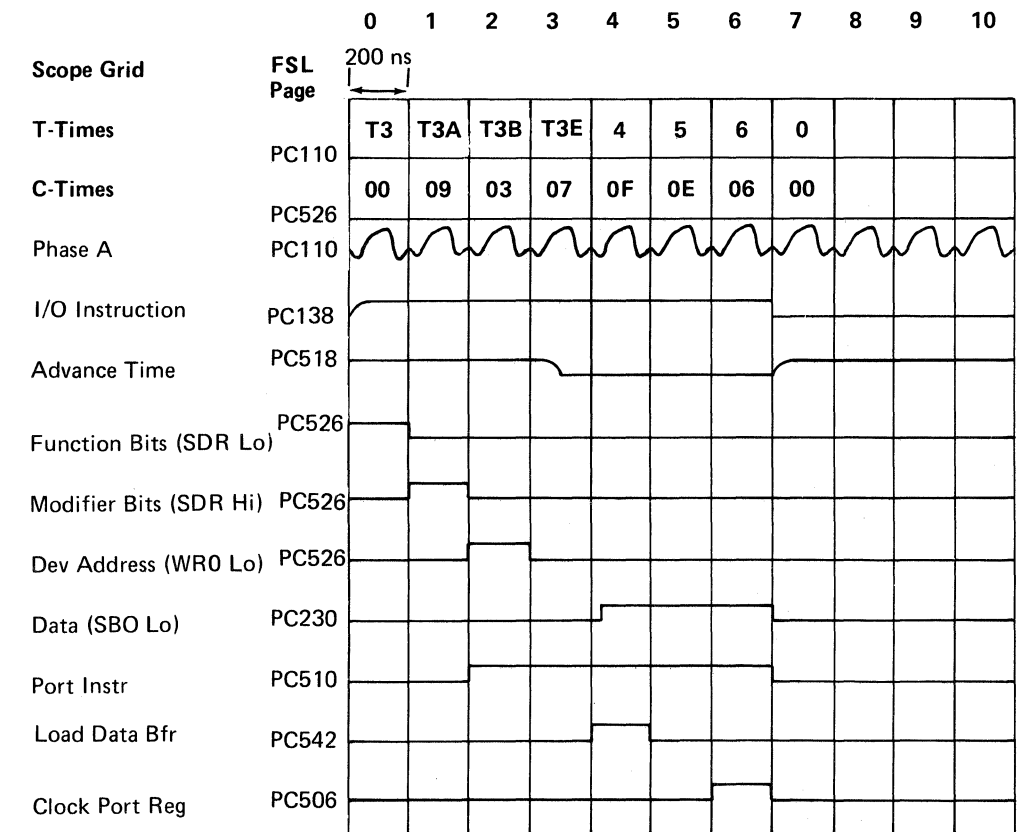 0 1 2 3 4 5 6 7 8 9 10
200 ns
Scope Grid FSL Page
T-Times PC110 T3 T3A T3B T3E 4 5 6 0
C-Times PC526 00 09 03 07 0F 0E 06 00
Phase A PC110
I/O Instruction PC138
Advance Time PC518
Function Bits (SDR Lo) PC526
Modifier Bits (SDR Hi) PC526
Dev Address (WR0 Lo) PC526
Data (SBO Lo) PC230
Port Instr PC510
Load Data Bfr PC542
Clock Port Reg PC506